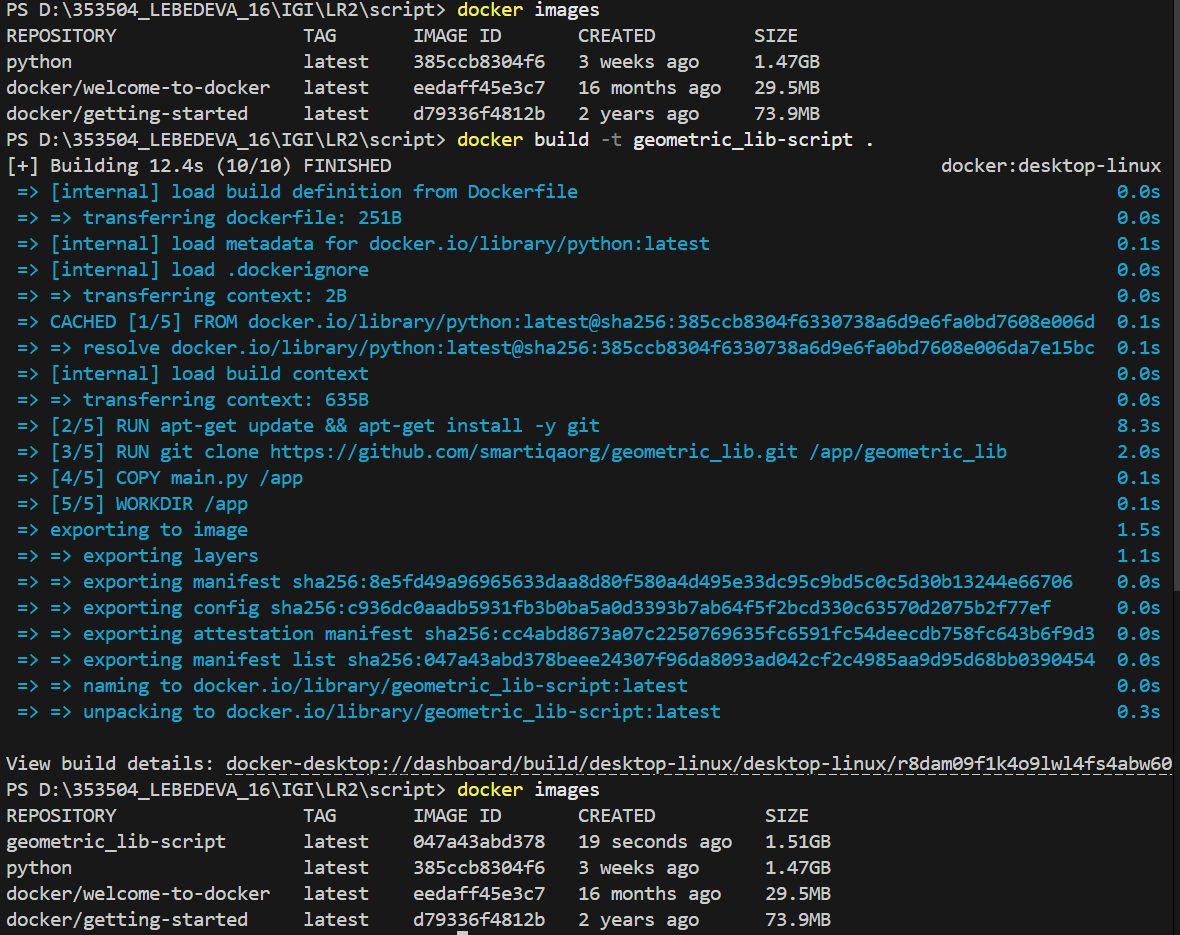 PS D:\353504_LEBEDEVA_16\IGI\LR2\script> docker images
REPOSITORY TAG IMAGE ID CREATED SIZE
python latest 385ccb8304f6 3 weeks ago 1.47GB
docker/welcome-to-docker latest eedaff45e3c7 16 months ago 29.5MB
docker/getting-started latest d79336f4812b 2 years ago 73.9MB
PS D:\353504_LEBEDEVA_16\IGI\LR2\script> docker build -t geometric_lib-script .
[+] Building 12.4s (10/10) FINISHED docker:desktop-linux
=> [internal] load build definition from Dockerfile 0.0s
=> => transferring dockerfile: 251B 0.0s
=> [internal] load metadata for docker.io/library/python:latest 0.1s
=> [internal] load .dockerignore 0.0s
=> => transferring context: 2B 0.0s
=> CACHED [1/5] FROM docker.io/library/python:latest@sha256:385ccb8304f6330738a6d9e6fa0bd7608e006d 0.1s
=> => resolve docker.io/library/python:latest@sha256:385ccb8304f6330738a6d9e6fa0bd7608e006da7e15bc 0.1s
=> [internal] load build context 0.0s
=> => transferring context: 635B 0.0s
=> [2/5] RUN apt-get update && apt-get install -y git 8.3s
=> [3/5] RUN git clone https://github.com/smartiqaorg/geometric_lib.git /app/geometric_lib 2.0s
=> [4/5] COPY main.py /app 0.1s
=> [5/5] WORKDIR /app 0.1s
=> exporting to image 1.5s
=> => exporting layers 1.1s
=> => exporting manifest sha256:8e5fd49a96965633daa8d80f580a4d495e33dc95c9bd5c0c5d30b13244e66706 0.0s
=> => exporting config sha256:c936dc0aadb5931fb3b0ba5a0d3393b7ab64f5f2bcd330c63570d2075b2f77ef 0.0s
=> => exporting attestation manifest sha256:cc4abd8673a07c2250769635fc6591fc54deecdb758fc643b6f9d3 0.0s
=> => exporting manifest list sha256:047a43abd378beee24307f96da8093ad042cf2c4985aa9d95d68bb0390454 0.0s
=> => naming to docker.io/library/geometric_lib-script:latest 0.0s
=> => unpacking to docker.io/library/geometric_lib-script:latest 0.3s
View build details: docker-desktop://dashboard/build/desktop-linux/desktop-linux/r8dam09f1k4o9lwl4fs4abw60
PS D:\353504_LEBEDEVA_16\IGI\LR2\script> docker images
REPOSITORY TAG IMAGE ID CREATED SIZE
geometric_lib-script latest 047a43abd378 19 seconds ago 1.51GB
python latest 385ccb8304f6 3 weeks ago 1.47GB
docker/welcome-to-docker latest eedaff45e3c7 16 months ago 29.5MB
docker/getting-started latest d79336f4812b 2 years ago 73.9MB